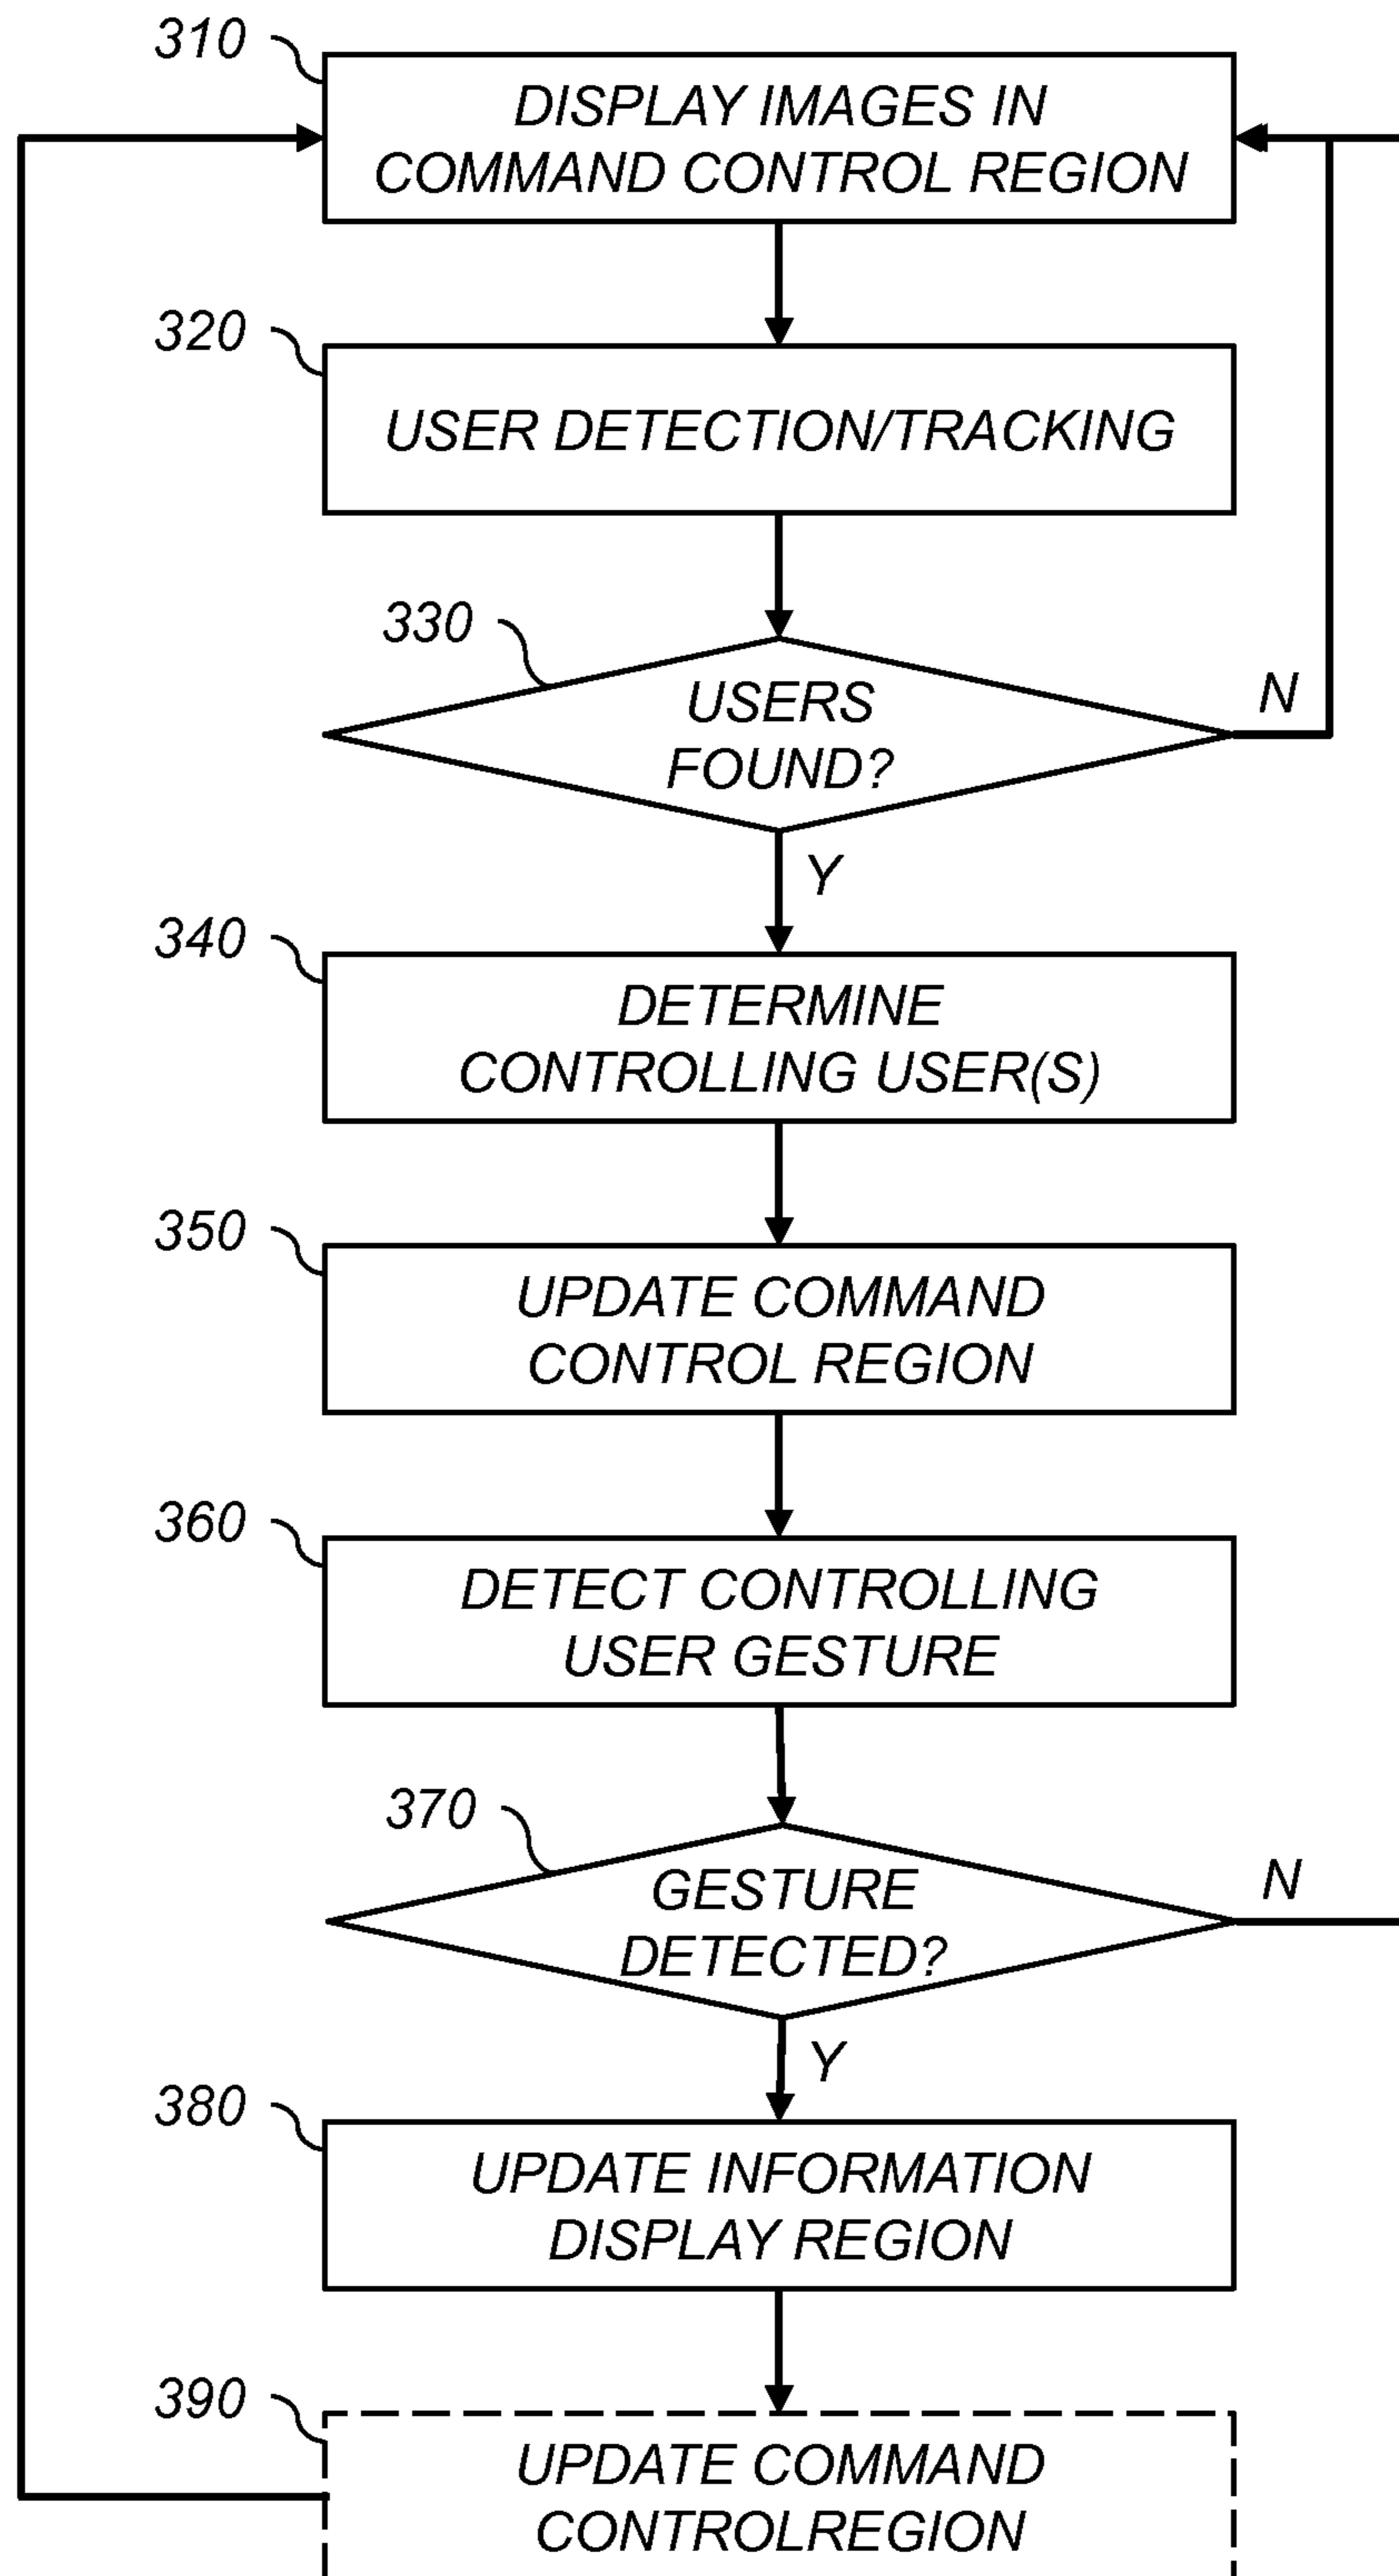 310
DISPLAY IMAGES IN
COMMAND CONTROL REGION
320
USER DETECTION/TRACKING
330
USERS
FOUND?
N
Y
340
DETERMINE
CONTROLLING USER(S)
350
UPDATE COMMAND
CONTROL REGION
360
DETECT CONTROLLING
USER GESTURE
370
GESTURE
DETECTED?
N
Y
380
UPDATE INFORMATION
DISPLAY REGION
390
UPDATE COMMAND
CONTROLREGION